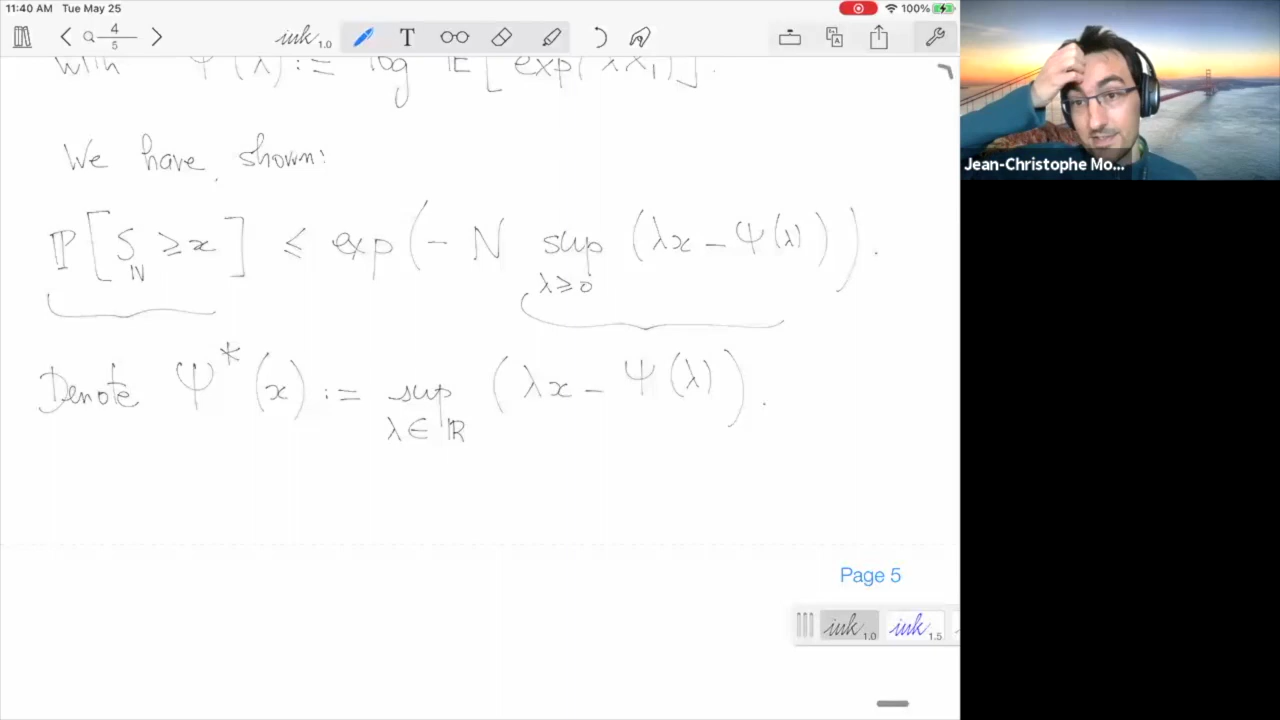 11:40 AM Tue May 25
100%
4
5
ink 1.0
T
with Ψ(λ) := log 𝔼[exp(λX₁)].
We have shown:
ℙ[S_N ≥ x] ≤ exp(- N sup_{λ≥0} (λx - Ψ(λ))).
Denote Ψ*(x) := sup_{λ∈ℝ} (λx - Ψ(λ)).
Page 5
ink 1.0 ink 1.5
Jean-Christophe Mo...